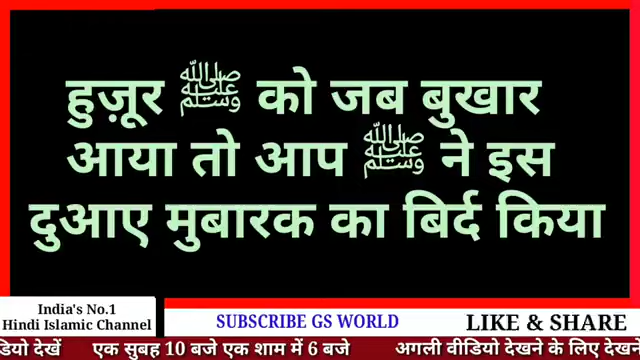 हुज़ूर ﷺ को जब बुखार
आया तो आप ﷺ ने इस
दुआए मुबारक का बिर्द किया
India's No.1
Hindi Islamic Channel
SUBSCRIBE GS WORLD
LIKE & SHARE
डियो देखें एक सुबह 10 बजे एक शाम में 6 बजे अगली वीडियो देखने के लिए देखन